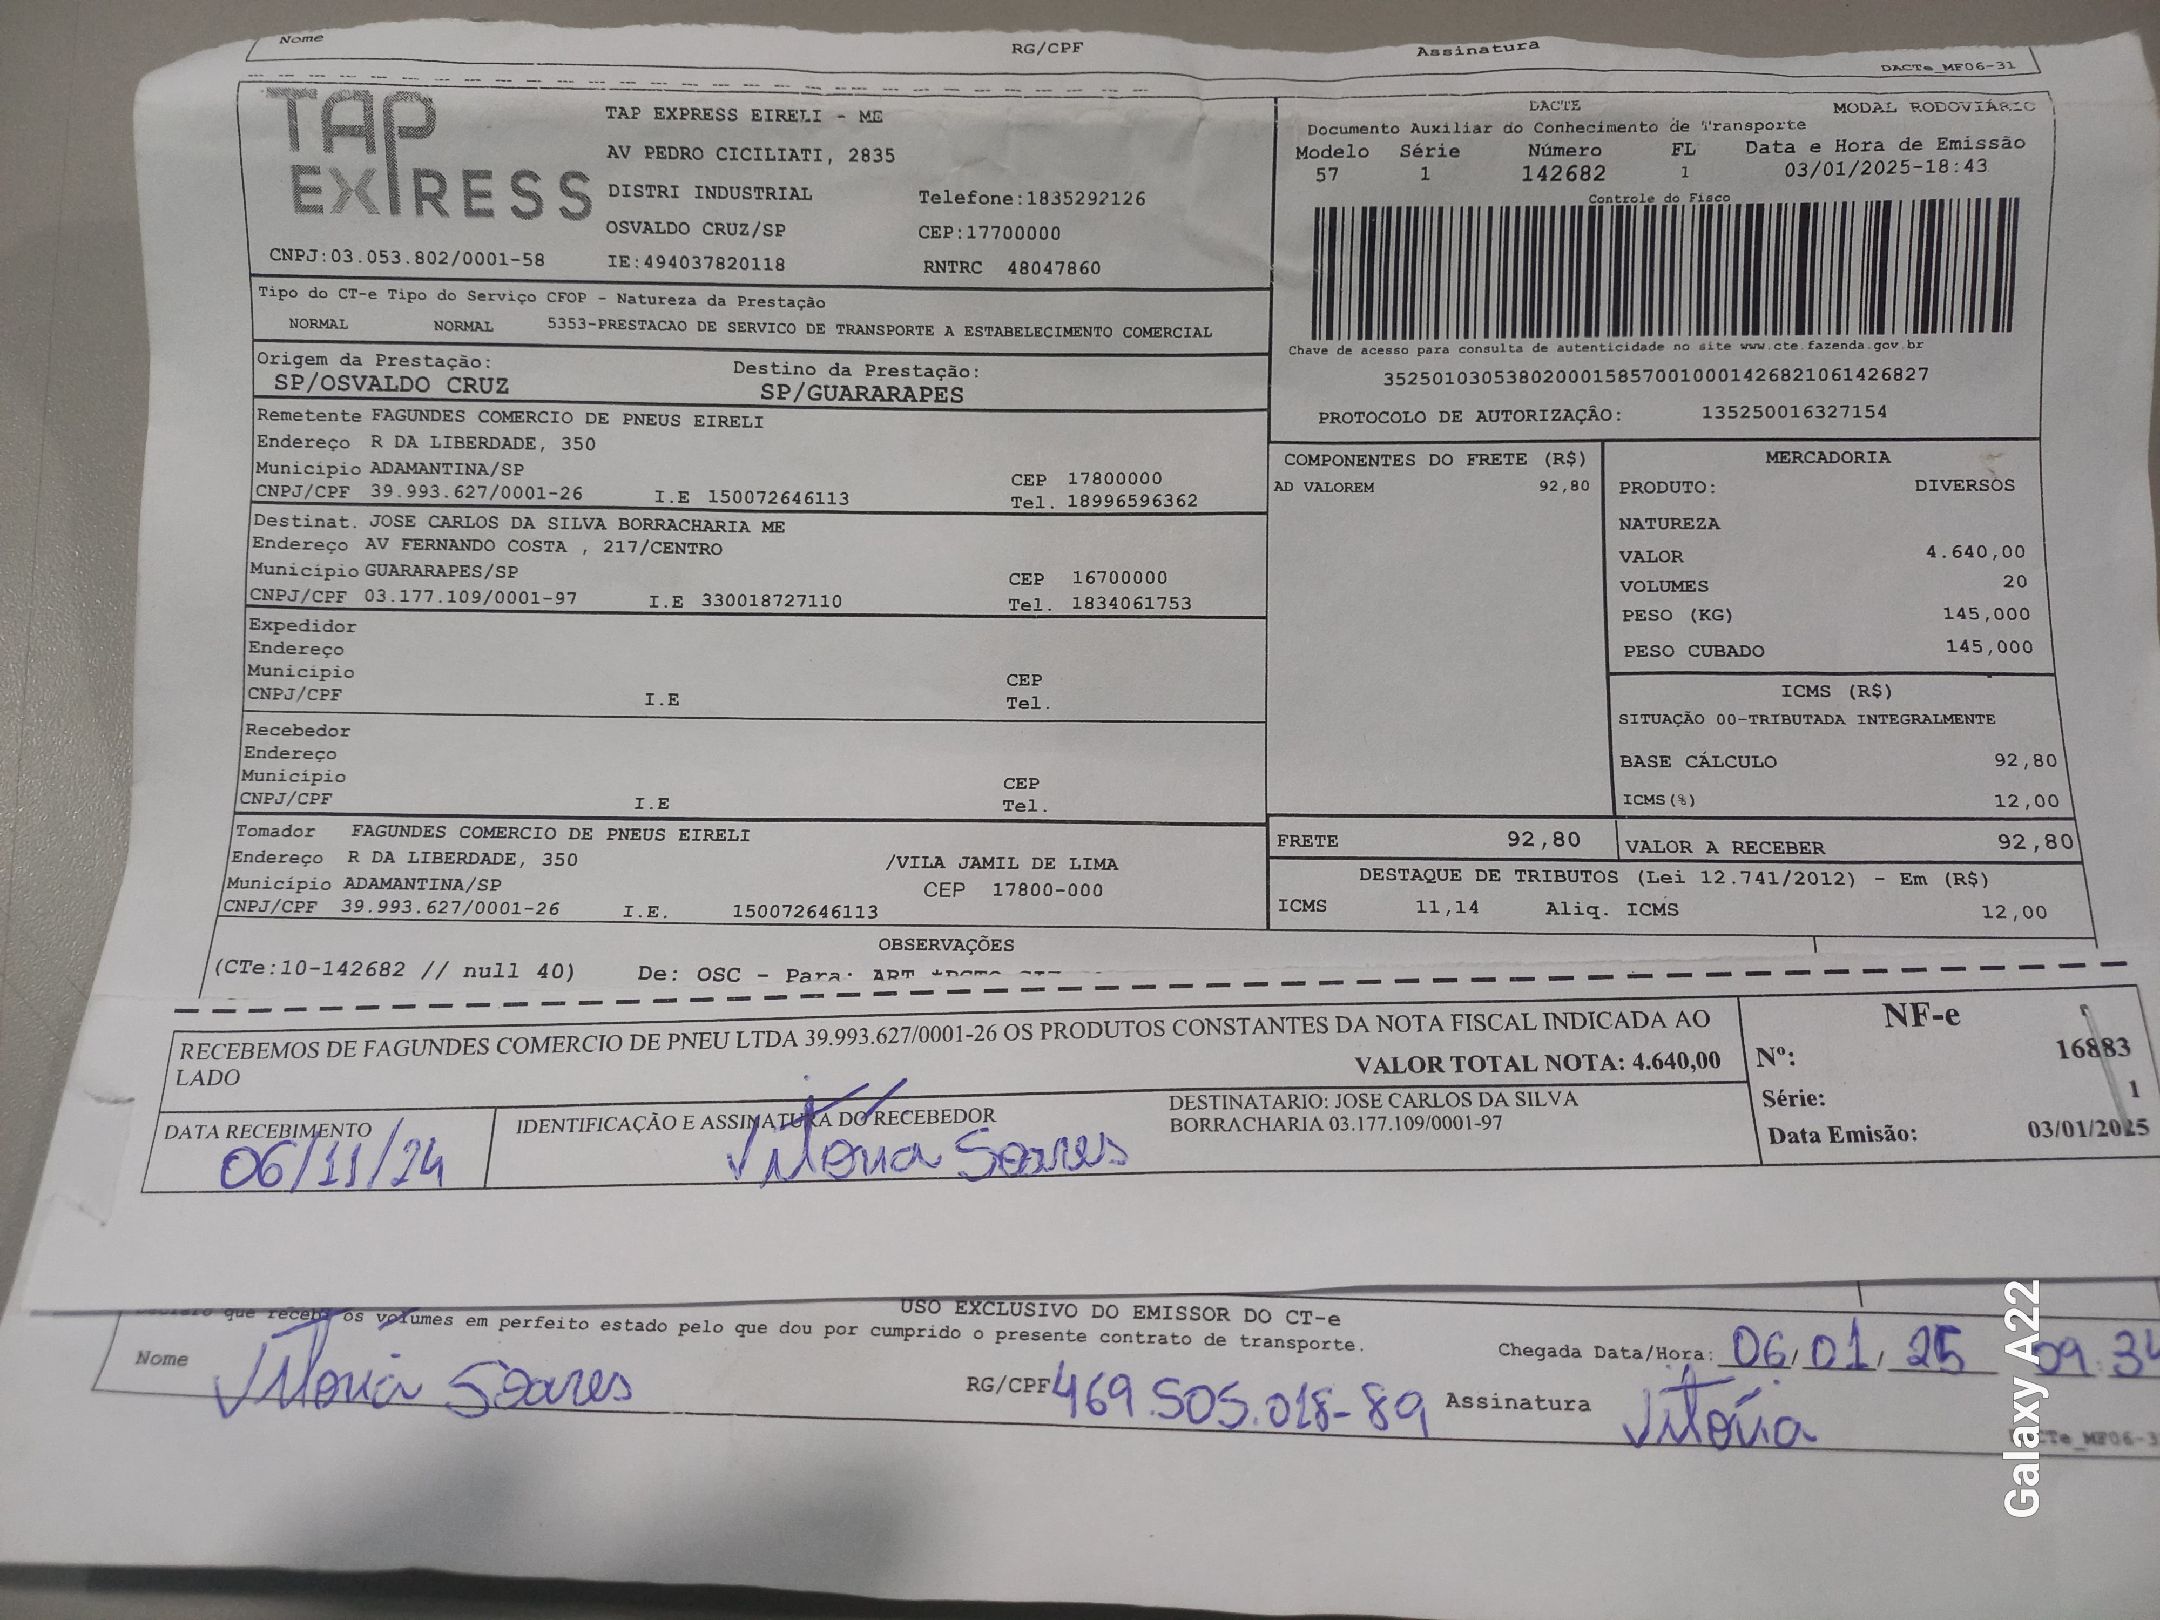 Nome RG/CPF Assinatura
DACTe_MF06-31
TAP EXPRESS
TAP EXPRESS EIRELI - ME
AV PEDRO CICILIATI, 2835
DISTRI INDUSTRIAL Telefone:1835292126
OSVALDO CRUZ/SP CEP:17700000
CNPJ:03.053.802/0001-58 IE:494037820118 RNTRC 48047860
DACTE MODAL RODOVIÁRIO
Documento Auxiliar do Conhecimento de Transporte
Modelo Série Número FL Data e Hora de Emissão
57 1 142682 1 03/01/2025-18:43
Controle do Fisco
Chave de acesso para consulta de autenticidade no site www.cte.fazenda.gov.br
35250103053802000158570010001426821061426827
PROTOCOLO DE AUTORIZAÇÃO: 135250016327154
Tipo do CT-e Tipo do Serviço CFOP - Natureza da Prestação
NORMAL NORMAL 5353-PRESTACAO DE SERVICO DE TRANSPORTE A ESTABELECIMENTO COMERCIAL
Origem da Prestação: Destino da Prestação:
SP/OSVALDO CRUZ SP/GUARARAPES
Remetente FAGUNDES COMERCIO DE PNEUS EIRELI
Endereço R DA LIBERDADE, 350
Município ADAMANTINA/SP CEP 17800000
CNPJ/CPF 39.993.627/0001-26 I.E 150072646113 Tel. 18996596362
Destinat. JOSE CARLOS DA SILVA BORRACHARIA ME
Endereço AV FERNANDO COSTA , 217/CENTRO
Município GUARARAPES/SP CEP 16700000
CNPJ/CPF 03.177.109/0001-97 I.E 330018727110 Tel. 1834061753
Expedidor
Endereço
Município CEP
CNPJ/CPF I.E Tel.
Recebedor
Endereço
Município CEP
CNPJ/CPF I.E Tel.
Tomador FAGUNDES COMERCIO DE PNEUS EIRELI
Endereço R DA LIBERDADE, 350 /VILA JAMIL DE LIMA
Município ADAMANTINA/SP CEP 17800-000
CNPJ/CPF 39.993.627/0001-26 I.E. 150072646113
COMPONENTES DO FRETE (R$)
AD VALOREM 92,80
MERCADORIA
PRODUTO: DIVERSOS
NATUREZA
VALOR 4.640,00
VOLUMES 20
PESO (KG) 145,000
PESO CUBADO 145,000
ICMS (R$)
SITUAÇÃO 00-TRIBUTADA INTEGRALMENTE
BASE CÁLCULO 92,80
ICMS(%) 12,00
FRETE 92,80 VALOR A RECEBER 92,80
DESTAQUE DE TRIBUTOS (Lei 12.741/2012) - Em (R$)
ICMS 11,14 Aliq. ICMS 12,00
OBSERVAÇÕES
(CTe:10-142682 // null 40) De: OSC - Para: ART
RECEBEMOS DE FAGUNDES COMERCIO DE PNEU LTDA 39.993.627/0001-26 OS PRODUTOS CONSTANTES DA NOTA FISCAL INDICADA AO
LADO VALOR TOTAL NOTA: 4.640,00
DATA RECEBIMENTO IDENTIFICAÇÃO E ASSINATURA DO RECEBEDOR
06/11/24 Vitória Soares
DESTINATARIO: JOSE CARLOS DA SILVA
BORRACHARIA 03.177.109/0001-97
NF-e
Nº: 16883
Série: 1
Data Emissão: 03/01/2025
USO EXCLUSIVO DO EMISSOR DO CT-e
que recebi os volumes em perfeito estado pelo que dou por cumprido o presente contrato de transporte.
Chegada Data/Hora: 06/01/25 09:34
Nome Vitória Soares RG/CPF 469.505.018-89 Assinatura Vitória
DACTe_MF06-31
Galaxy A22